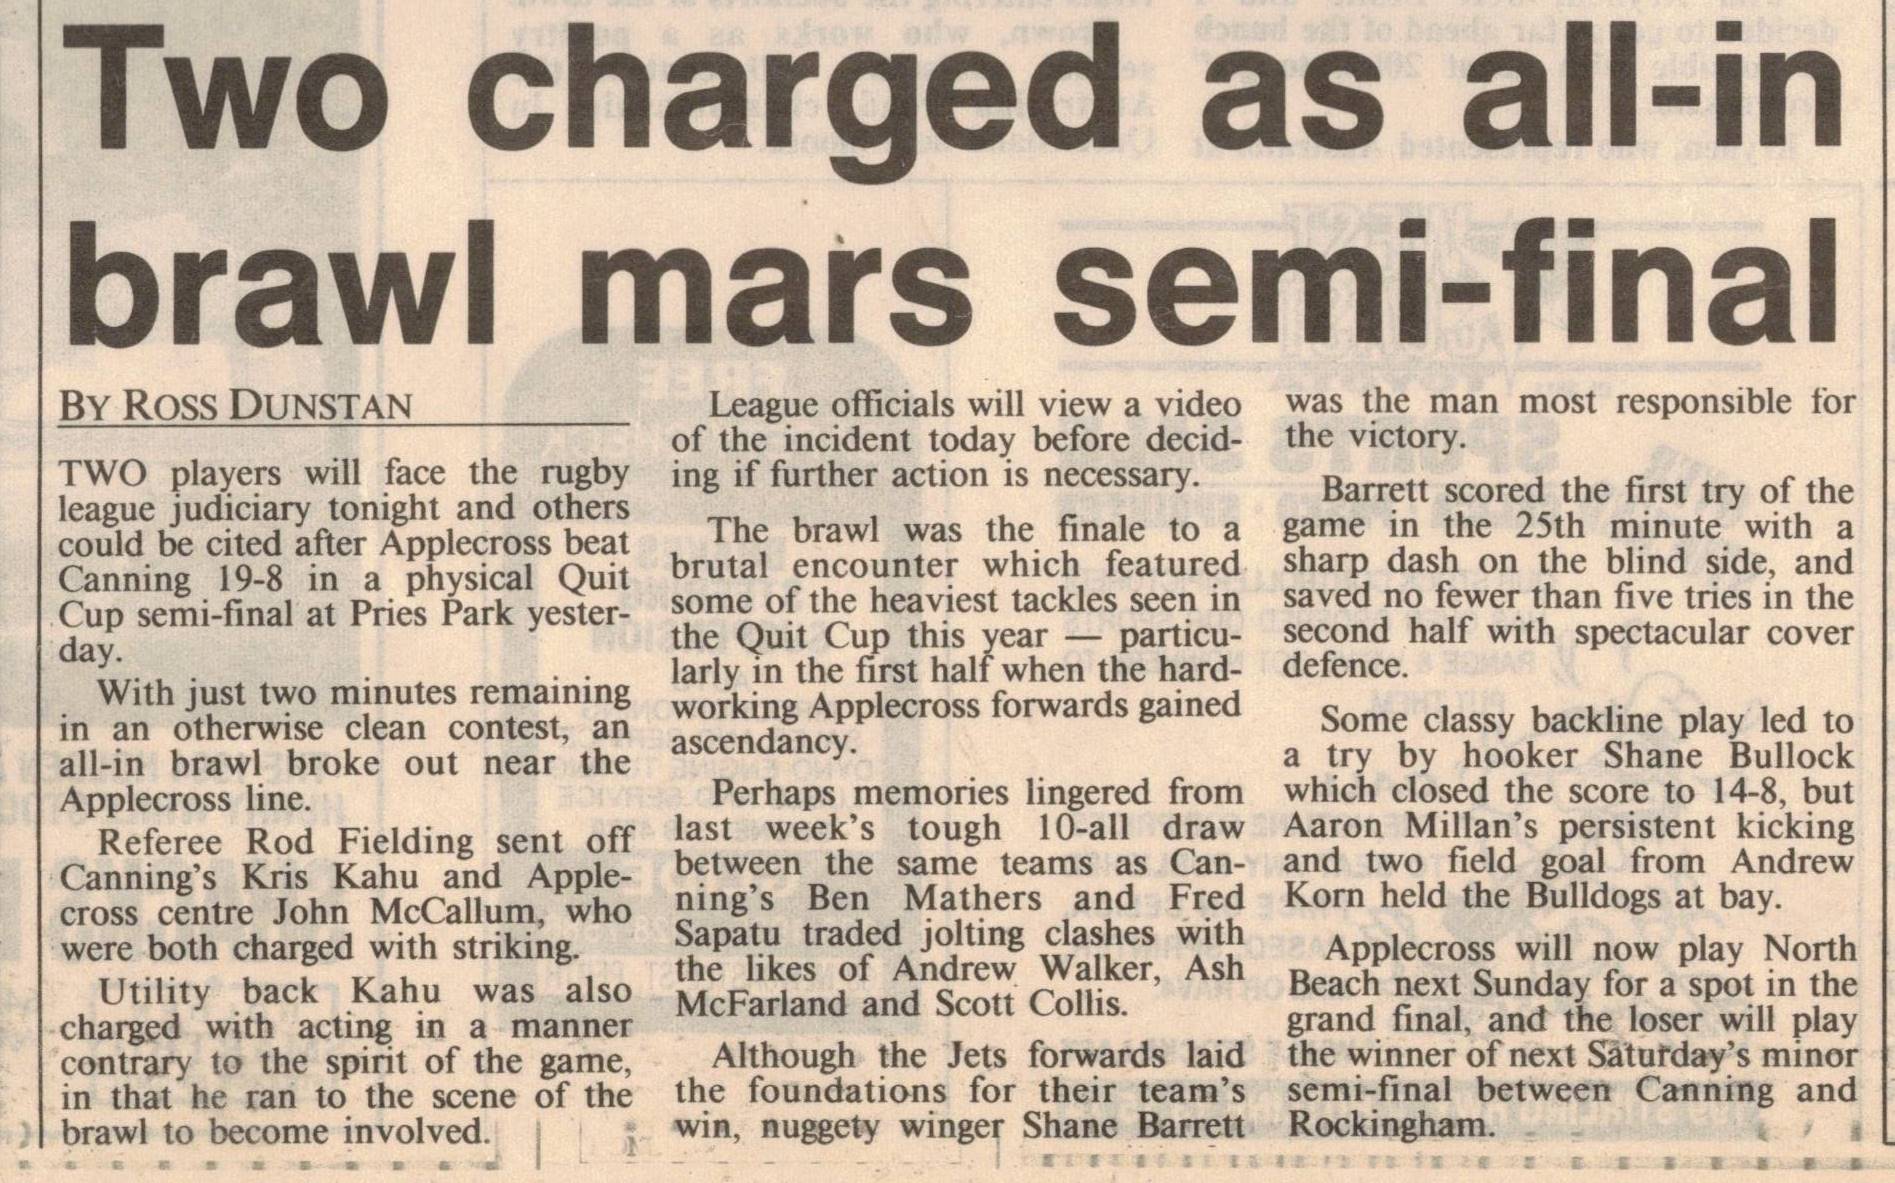 Two charged as all-in
brawl mars semi-final
BY ROSS DUNSTAN
TWO players will face the rugby
league judiciary tonight and others
could be cited after Applecross beat
Canning 19-8 in a physical Quit
Cup semi-final at Pries Park yester-
day.
With just two minutes remaining
in an otherwise clean contest, an
all-in brawl broke out near the
Applecross line.
Referee Rod Fielding sent off
Canning's Kris Kahu and Apple-
cross centre John McCallum, who
were both charged with striking.
Utility back Kahu was also
charged with acting in a manner
contrary to the spirit of the game,
in that he ran to the scene of the
brawl to become involved.
League officials will view a video
of the incident today before decid-
ing if further action is necessary.
The brawl was the finale to a
brutal encounter which featured
some of the heaviest tackles seen in
the Quit Cup this year — particu-
larly in the first half when the hard-
working Applecross forwards gained
ascendancy.
Perhaps memories lingered from
last week's tough 10-all draw
between the same teams as Can-
ning's Ben Mathers and Fred
Sapatu traded jolting clashes with
the likes of Andrew Walker, Ash
McFarland and Scott Collis.
Although the Jets forwards laid
the foundations for their team's
win, nuggety winger Shane Barrett
was the man most responsible for
the victory.
Barrett scored the first try of the
game in the 25th minute with a
sharp dash on the blind side, and
saved no fewer than five tries in the
second half with spectacular cover
defence.
Some classy backline play led to
a try by hooker Shane Bullock
which closed the score to 14-8, but
Aaron Millan's persistent kicking
and two field goal from Andrew
Korn held the Bulldogs at bay.
Applecross will now play North
Beach next Sunday for a spot in the
grand final, and the loser will play
the winner of next Saturday's minor
semi-final between Canning and
Rockingham.